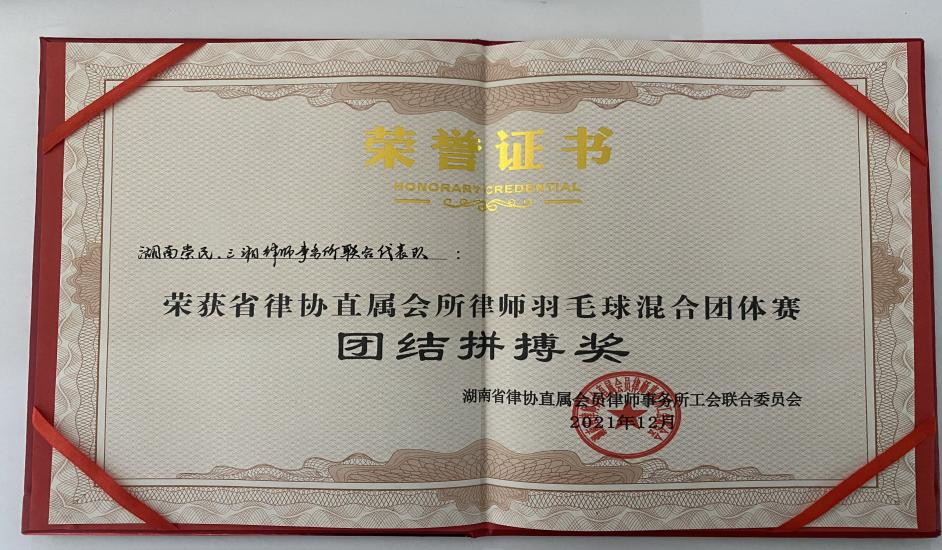 荣誉证书
HONORARY CREDENTIAL
湖南崇民、三湘律师事务所联合代表队:
荣获省律协直属会所律师羽毛球混合团体赛
团结拼搏奖
湖南省律协直属会员律师事务所工会联合委员会
2021年12月